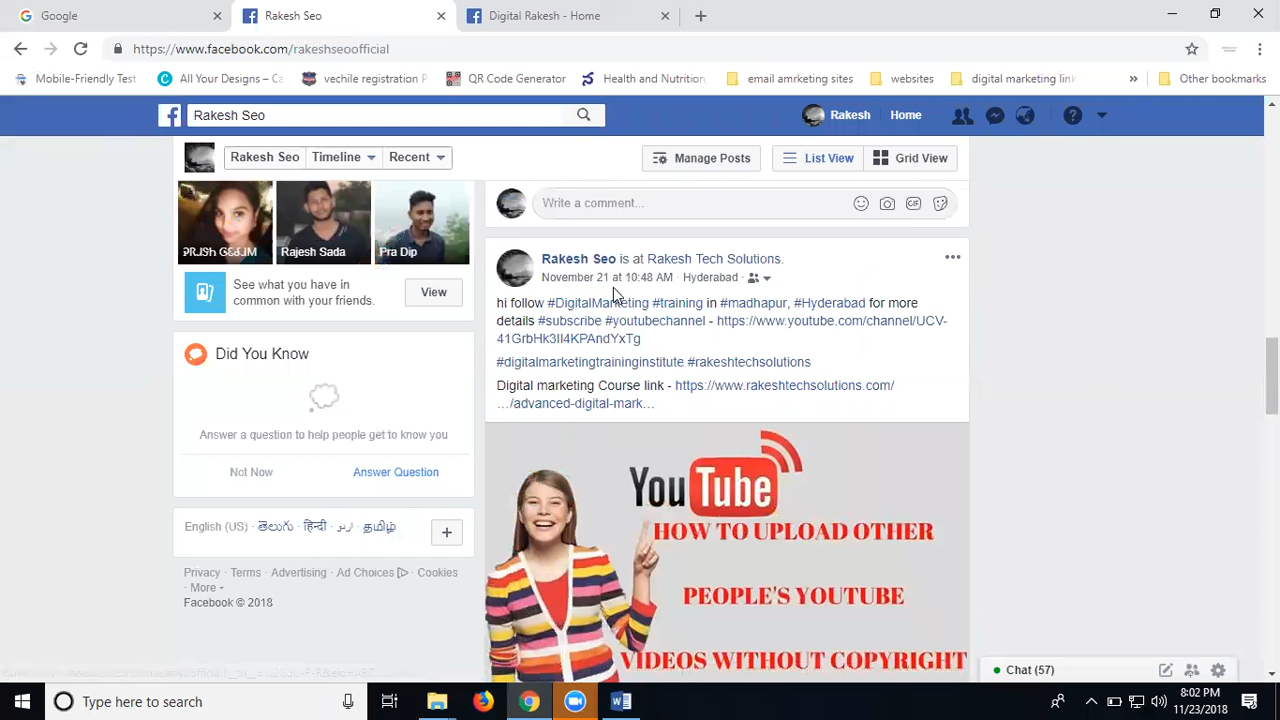 Google
Rakesh Seo
Digital Rakesh - Home
https://www.facebook.com/rakeshseoofficial
Mobile-Friendly Test
All Your Designs – Ca
vechile registration P
QR Code Generator
Health and Nutrition,
email amrketing sites
websites
digital marketing link
»
Other bookmarks
Rakesh Seo
Rakesh
Home
Rakesh Seo
Timeline
Recent
Manage Posts
List View
Grid View
Rajesh Sada
Pra Dip
See what you have in
common with your friends.
View
Did You Know
Answer a question to help people get to know you
Not Now
Answer Question
English (US) · తెలుగు · हिन्दी · اردو · தமிழ்
Privacy · Terms · Advertising · Ad Choices · Cookies
· More
Facebook © 2018
Write a comment...
GIF
Rakesh Seo is at Rakesh Tech Solutions.
November 21 at 10:48 AM · Hyderabad ·
hi follow #DigitalMarketing #training in #madhapur, #Hyderabad for more
details #subscribe #youtubechannel - https://www.youtube.com/channel/UCV-
41GrbHk3II4KPAndYxTg
#digitalmarketingtraininginstitute #rakeshtechsolutions
Digital marketing Course link - https://www.rakeshtechsolutions.com/
…/advanced-digital-mark…
YouTube
HOW TO UPLOAD OTHER
PEOPLE'S YOUTUBE
VIDEOS WITHOUT COPYRIGHT
Chat (57)
Type here to search
8:02 PM
11/23/2018